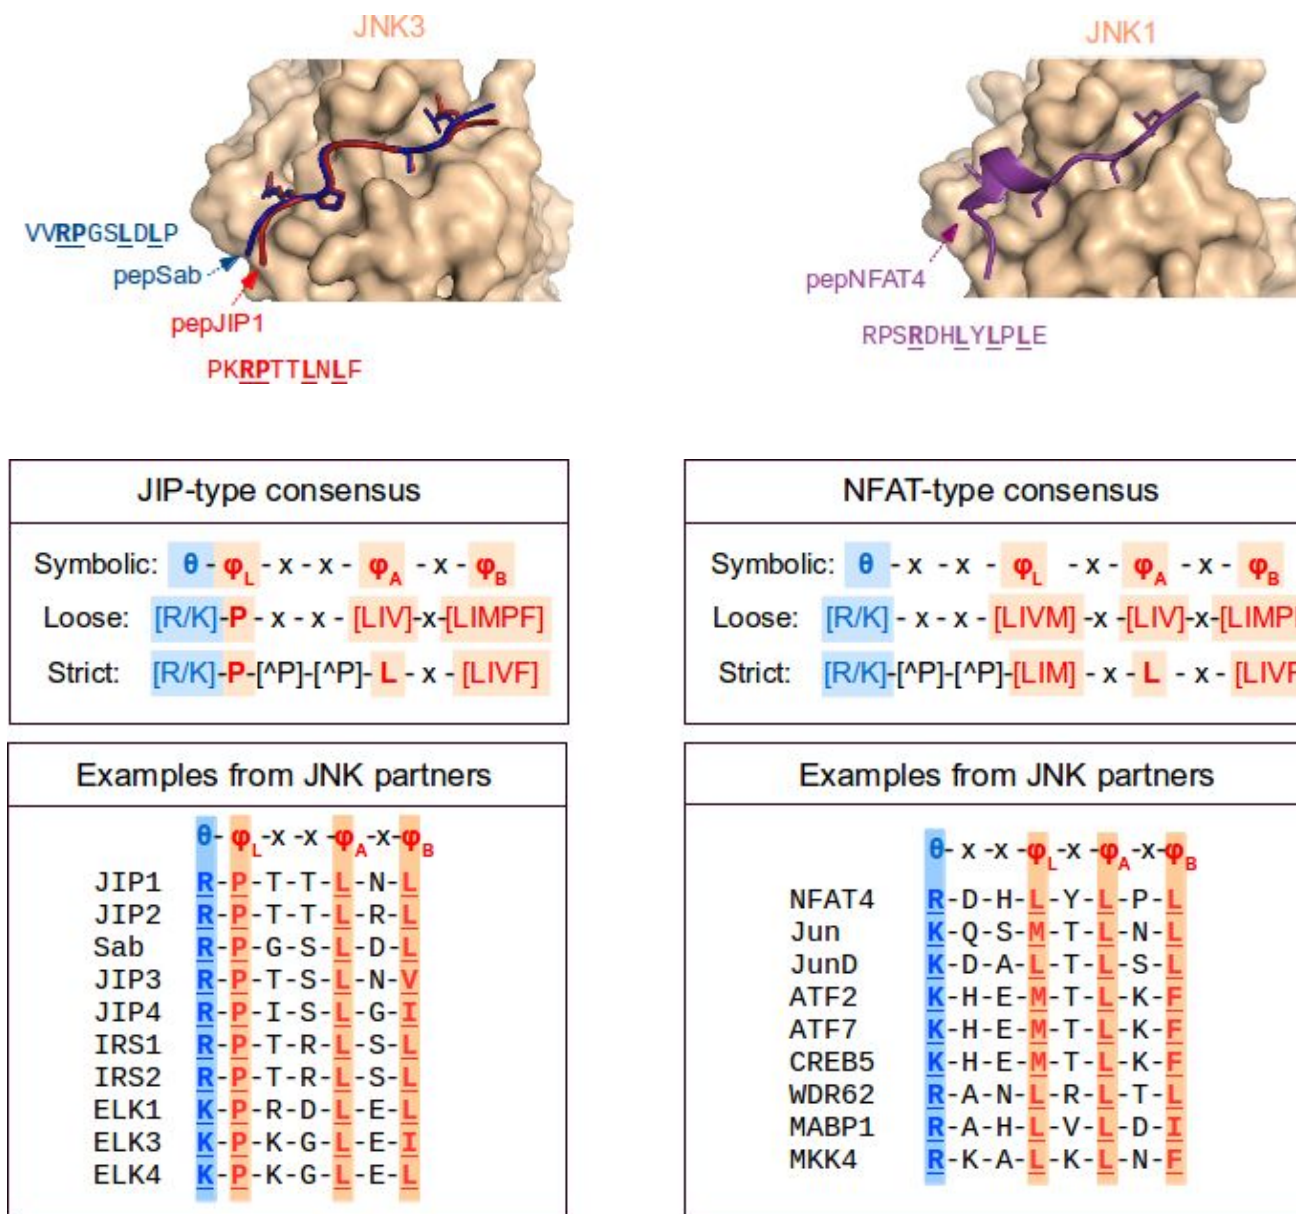 JNK3
VVRPGSLDLP
pepSab
pepJIP1
PKRPTTLNLF
JNK1
pepNFAT4
RPSRDHLYLPLE
JIP-type consensus
Symbolic: θ - φL - x - x - φA - x - φB
Loose: [R/K]-P - x - x - [LIV]-x-[LIMPF]
Strict: [R/K]-P-[^P]-[^P]- L - x - [LIVF]
NFAT-type consensus
Symbolic: θ - x - x - φL - x - φA - x - φB
Loose: [R/K] - x - x - [LIVM] -x - [LIV]-x-[LIMP
Strict: [R/K]-[^P]-[^P]-[LIM] - x - L - x - [LIVF
Examples from JNK partners
θ- φL-x -x -φA-x-φB
JIP1 R-P-T-T-L-N-L
JIP2 R-P-T-T-L-R-L
Sab R-P-G-S-L-D-L
JIP3 R-P-T-S-L-N-V
JIP4 R-P-I-S-L-G-I
IRS1 R-P-T-R-L-S-L
IRS2 R-P-T-R-L-S-L
ELK1 K-P-R-D-L-E-L
ELK3 K-P-K-G-L-E-I
ELK4 K-P-K-G-L-E-L
Examples from JNK partners
θ- x -x -φL-x -φA-x-φB
NFAT4 R-D-H-L-Y-L-P-L
Jun K-Q-S-M-T-L-N-L
JunD K-D-A-L-T-L-S-L
ATF2 K-H-E-M-T-L-K-F
ATF7 K-H-E-M-T-L-K-F
CREB5 K-H-E-M-T-L-K-F
WDR62 R-A-N-L-R-L-T-L
MABP1 R-A-H-L-V-L-D-I
MKK4 R-K-A-L-K-L-N-F